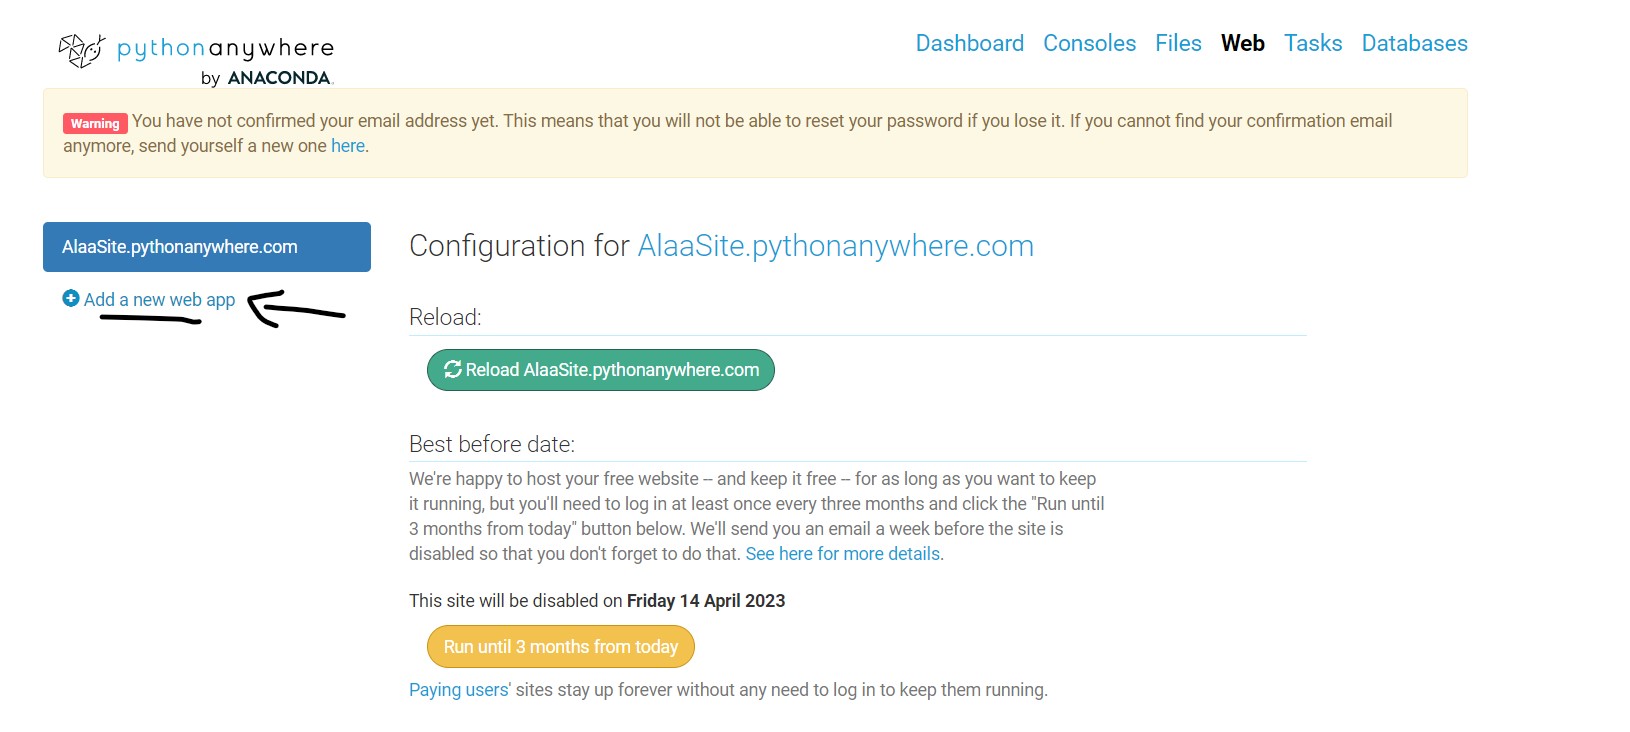 pythonanywhere
by ANACONDA.
Dashboard Consoles Files Web Tasks Databases
Warning You have not confirmed your email address yet. This means that you will not be able to reset your password if you lose it. If you cannot find your confirmation email
anymore, send yourself a new one here.
AlaaSite.pythonanywhere.com
Add a new web app
Configuration for AlaaSite.pythonanywhere.com
Reload:
Reload AlaaSite.pythonanywhere.com
Best before date:
We're happy to host your free website -- and keep it free -- for as long as you want to keep
it running, but you'll need to log in at least once every three months and click the "Run until
3 months from today" button below. We'll send you an email a week before the site is
disabled so that you don't forget to do that. See here for more details.
This site will be disabled on Friday 14 April 2023
Run until 3 months from today
Paying users' sites stay up forever without any need to log in to keep them running.